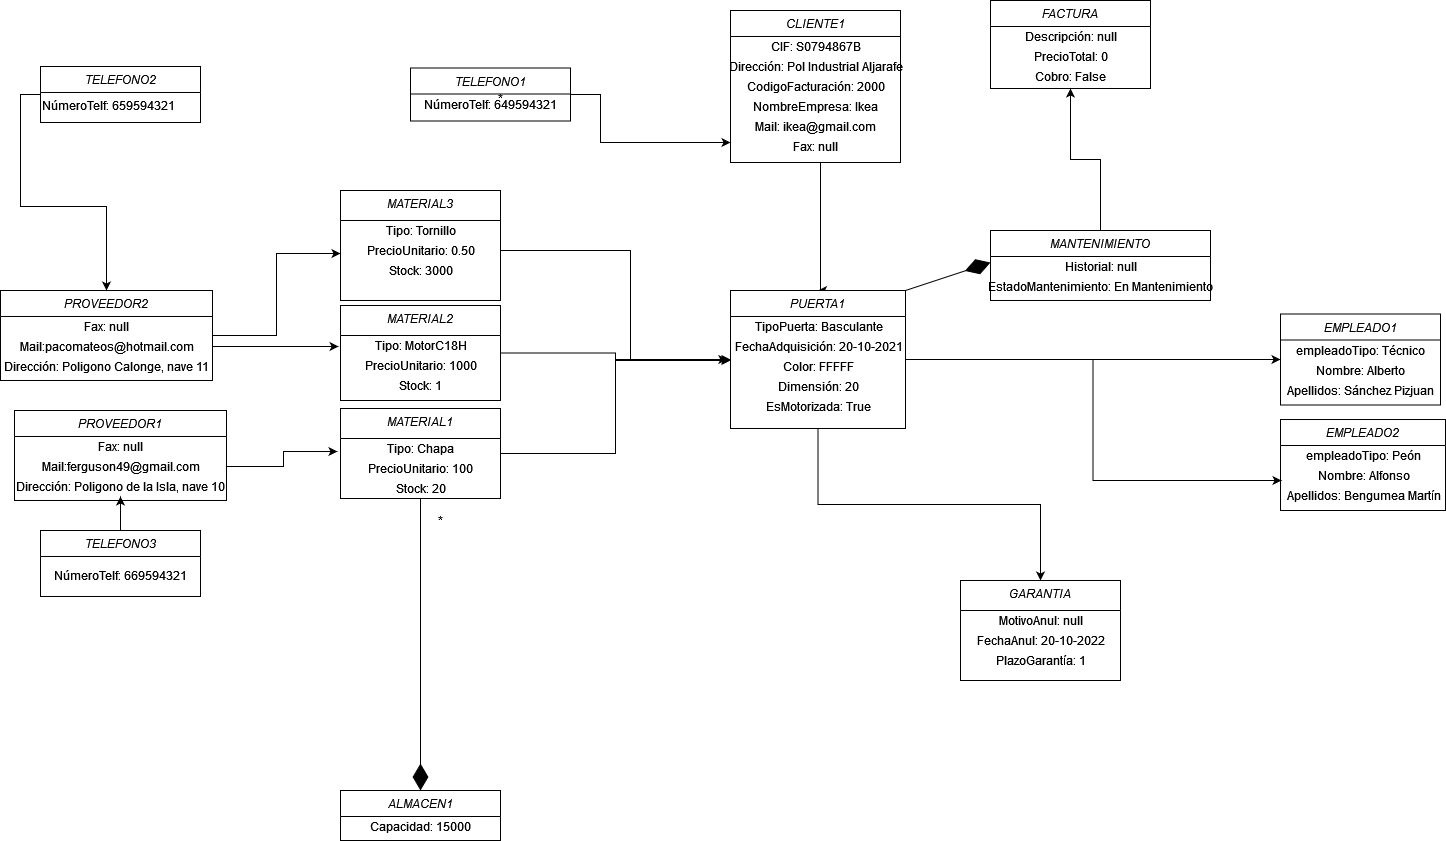 FACTURA
Descripción: null
PrecioTotal: 0
Cobro: False
CLIENTE1
CIF: S0794867B
Dirección: Pol Industrial Aljarafe
CodigoFacturación: 2000
NombreEmpresa: Ikea
Mail: ikea@gmail.com
Fax: null
TELEFONO2
NúmeroTelf: 659594321
TELEFONO1
*
NúmeroTelf: 649594321
MATERIAL3
Tipo: Tornillo
PrecioUnitario: 0.50
Stock: 3000
MANTENIMIENTO
Historial: null
EstadoMantenimiento: En Mantenimiento
PROVEEDOR2
Fax: null
Mail:pacomateos@hotmail.com
Dirección: Poligono Calonge, nave 11
MATERIAL2
Tipo: MotorC18H
PrecioUnitario: 1000
Stock: 1
PUERTA1
TipoPuerta: Basculante
FechaAdquisición: 20-10-2021
Color: FFFFF
Dimensión: 20
EsMotorizada: True
EMPLEADO1
empleadoTipo: Técnico
Nombre: Alberto
Apellidos: Sánchez Pizjuan
PROVEEDOR1
Fax: null
Mail:ferguson49@gmail.com
Dirección: Poligono de la Isla, nave 10
MATERIAL1
Tipo: Chapa
PrecioUnitario: 100
Stock: 20
*
EMPLEADO2
empleadoTipo: Peón
Nombre: Alfonso
Apellidos: Bengumea Martín
TELEFONO3
NúmeroTelf: 669594321
GARANTIA
MotivoAnul: null
FechaAnul: 20-10-2022
PlazoGarantía: 1
ALMACEN1
Capacidad: 15000